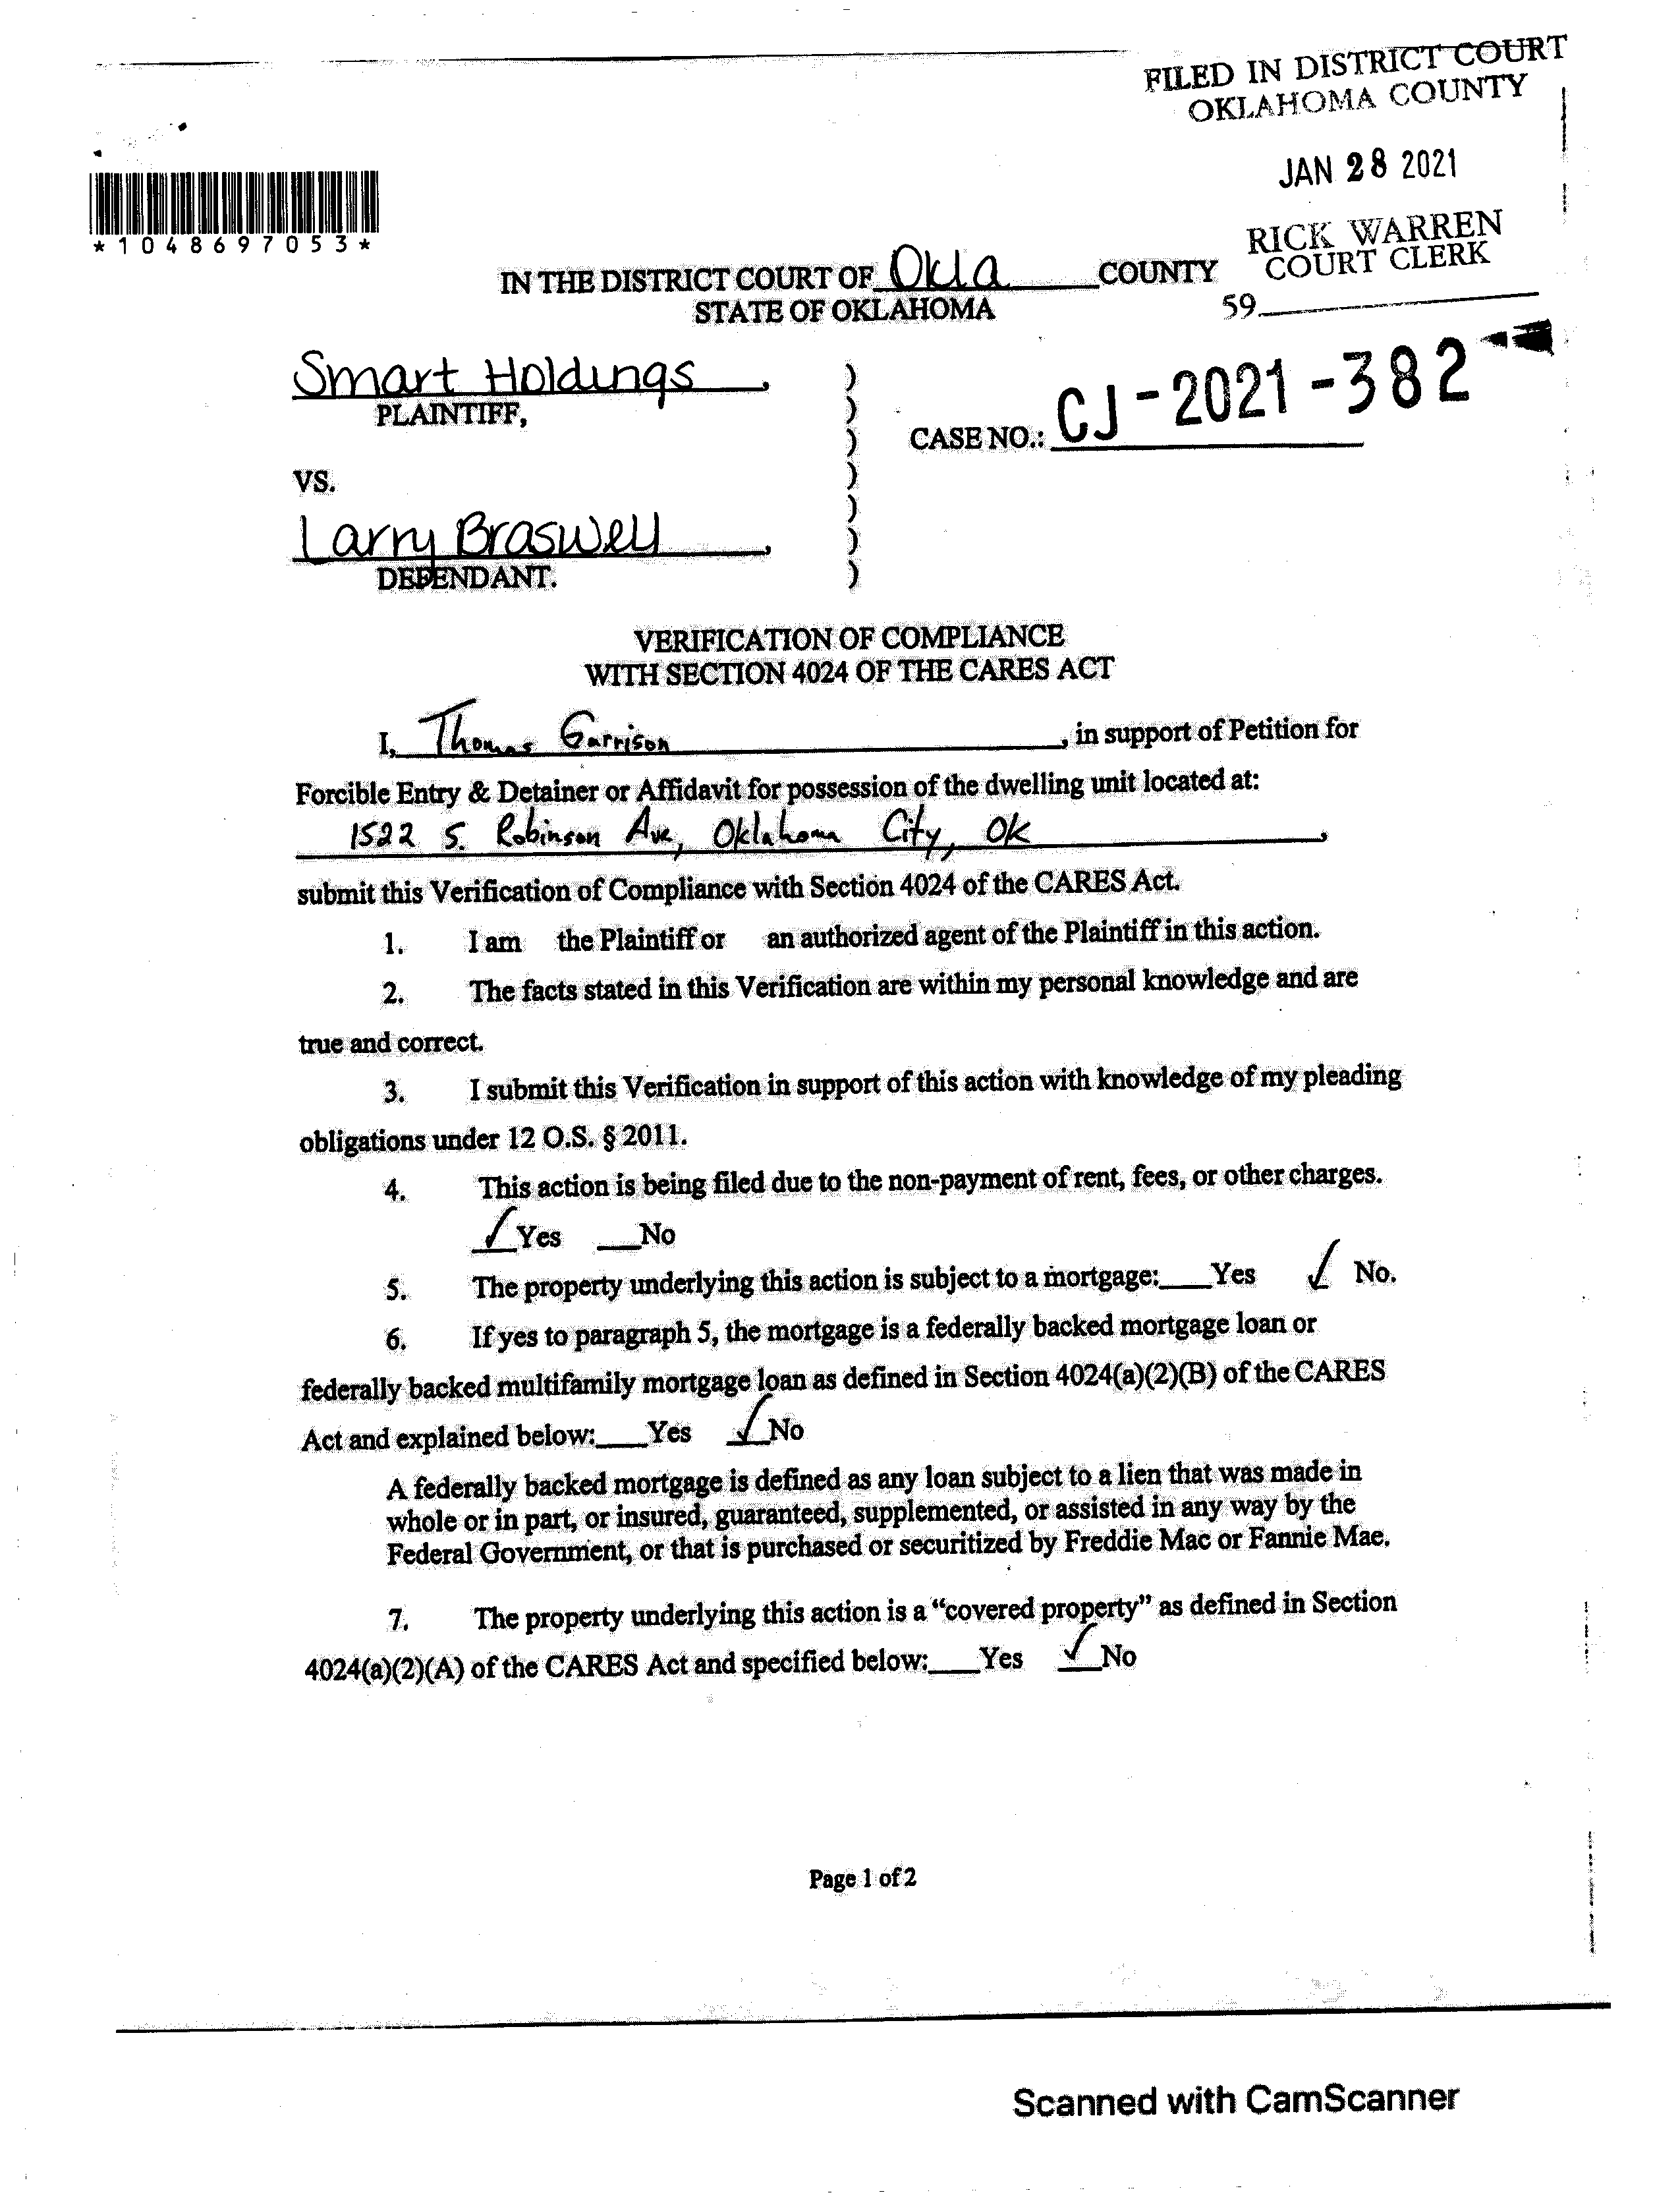 FILED IN DISTRICT COURT
OKLAHOMA COUNTY
JAN 28 2021
RICK WARREN
COURT CLERK
59
*1048697053*
IN THE DISTRICT COURT OF Okla COUNTY
STATE OF OKLAHOMA
Smart Holdings,
PLAINTIFF,
VS.
Larry Braswell,
DEFENDANT.
)
)
)
)
)
)
)
CASE NO.: CJ-2021-382
VERIFICATION OF COMPLIANCE
WITH SECTION 4024 OF THE CARES ACT
I, Thomas Garrison, in support of Petition for
Forcible Entry & Detainer or Affidavit for possession of the dwelling unit located at:
1522 S. Robinson Ave, Oklahoma City, OK,
submit this Verification of Compliance with Section 4024 of the CARES Act.
1. I am the Plaintiff or an authorized agent of the Plaintiff in this action.
2. The facts stated in this Verification are within my personal knowledge and are
true and correct.
3. I submit this Verification in support of this action with knowledge of my pleading
obligations under 12 O.S. § 2011.
4. This action is being filed due to the non-payment of rent, fees, or other charges.
✓ Yes ___No
5. The property underlying this action is subject to a mortgage:___Yes ✓ No.
6. If yes to paragraph 5, the mortgage is a federally backed mortgage loan or
federally backed multifamily mortgage loan as defined in Section 4024(a)(2)(B) of the CARES
Act and explained below:___Yes ✓ No
A federally backed mortgage is defined as any loan subject to a lien that was made in
whole or in part, or insured, guaranteed, supplemented, or assisted in any way by the
Federal Government, or that is purchased or securitized by Freddie Mac or Fannie Mae.
7. The property underlying this action is a “covered property” as defined in Section
4024(a)(2)(A) of the CARES Act and specified below:___Yes ✓ No
Page 1 of 2
Scanned with CamScanner